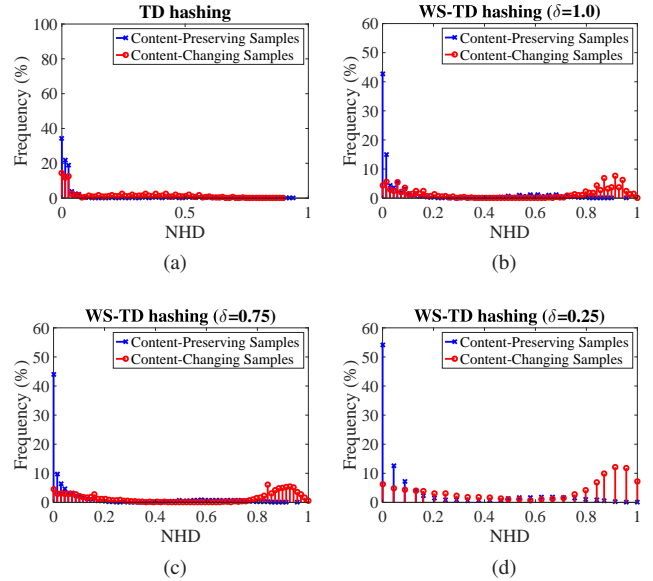 TD hashing
Content-Preserving Samples
Content-Changing Samples
Frequency (%)
100
80
60
40
20
0
0 0.5 1
NHD
(a)
WS-TD hashing (δ=1.0)
Content-Preserving Samples
Content-Changing Samples
Frequency (%)
60
50
40
30
20
10
0
0 0.2 0.4 0.6 0.8 1
NHD
(b)
WS-TD hashing (δ=0.75)
Content-Preserving Samples
Content-Changing Samples
Frequency (%)
60
50
40
30
20
10
0
0 0.2 0.4 0.6 0.8 1
NHD
(c)
WS-TD hashing (δ=0.25)
Content-Preserving Samples
Content-Changing Samples
Frequency (%)
60
50
40
30
20
10
0
0 0.2 0.4 0.6 0.8 1
NHD
(d)